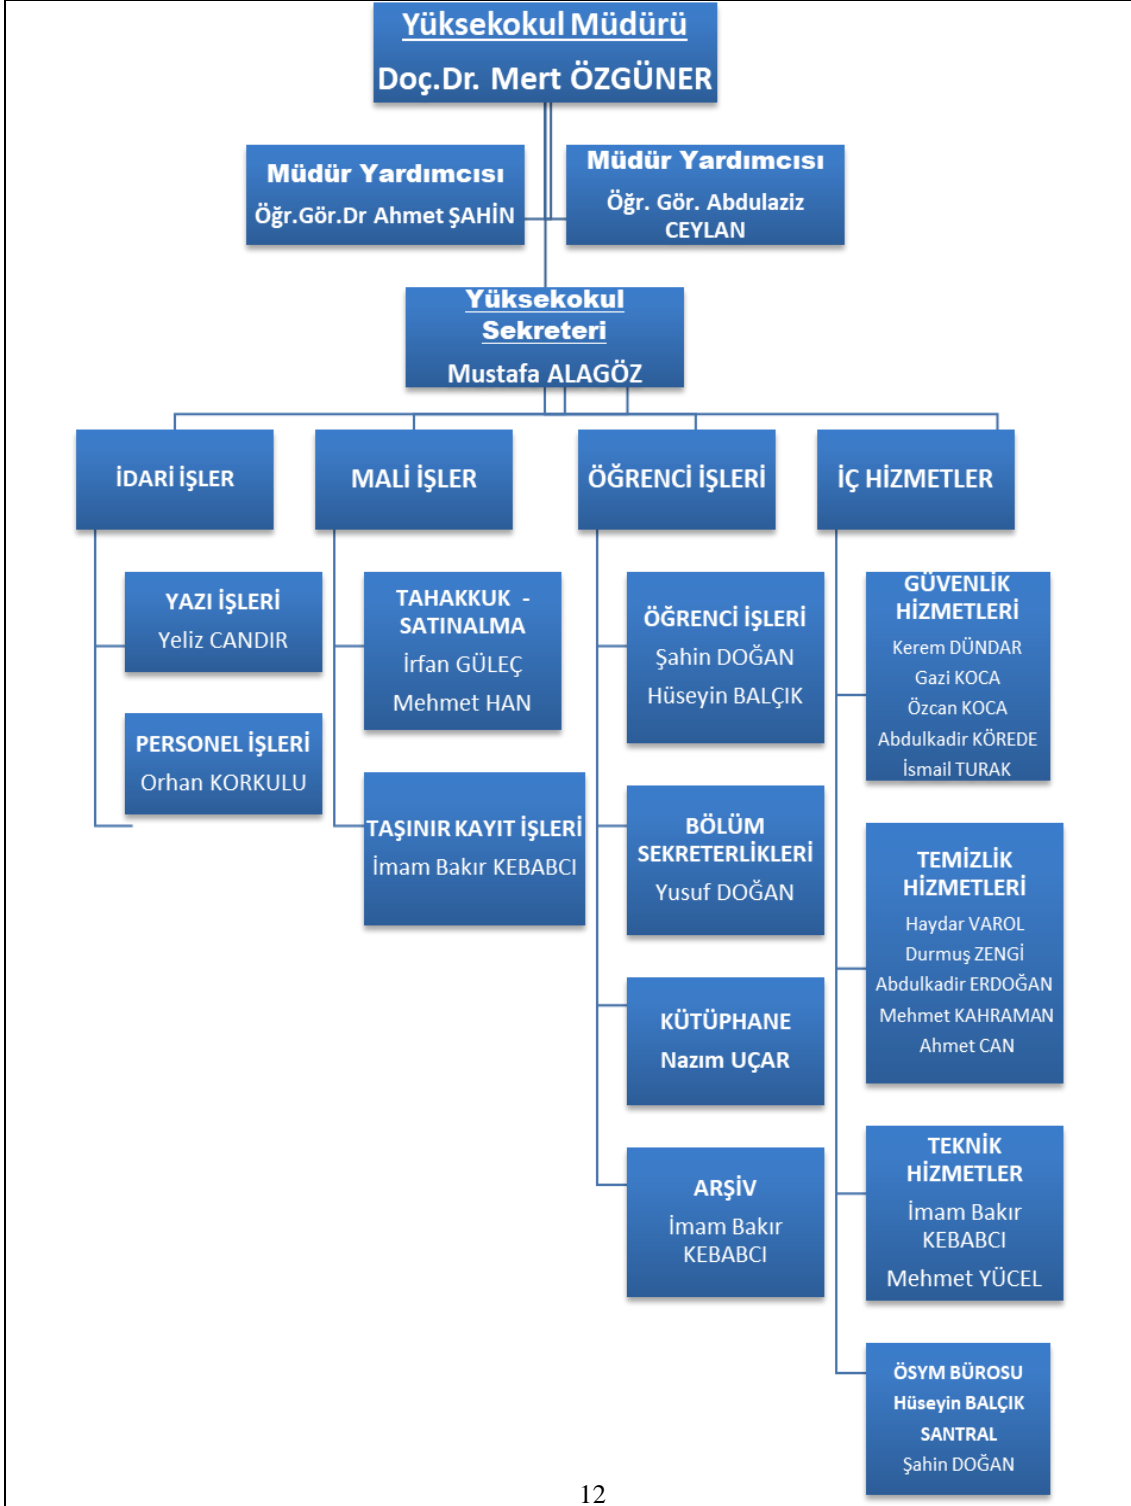 Yüksekokul Müdürü
Doç.Dr. Mert ÖZGÜNER
Müdür Yardımcısı
Öğr.Gör.Dr Ahmet ŞAHİN
Müdür Yardımcısı
Öğr. Gör. Abdulaziz
CEYLAN
Yüksekokul
Sekreteri
Mustafa ALAGÖZ
İDARİ İŞLER
YAZI İŞLERİ
Yeliz CANDIR
PERSONEL İŞLERİ
Orhan KORKULU
MALİ İŞLER
TAHAKKUK -
SATINALMA
İrfan GÜLEÇ
Mehmet HAN
TAŞINIR KAYIT İŞLERİ
İmam Bakır KEBABCI
ÖĞRENCİ İŞLERİ
ÖĞRENCİ İŞLERİ
Şahin DOĞAN
Hüseyin BALÇIK
BÖLÜM
SEKRETERLİKLERİ
Yusuf DOĞAN
KÜTÜPHANE
Nazım UÇAR
ARŞİV
İmam Bakır
KEBABCI
İÇ HİZMETLER
GÜVENLİK
HİZMETLERİ
Kerem DÜNDAR
Gazi KOCA
Özcan KOCA
Abdulkadir KÖREDE
İsmail TURAK
TEMİZLİK
HİZMETLERİ
Haydar VAROL
Durmuş ZENGİ
Abdulkadir ERDOĞAN
Mehmet KAHRAMAN
Ahmet CAN
TEKNİK
HİZMETLER
İmam Bakır
KEBABCI
Mehmet YÜCEL
ÖSYM BÜROSU
Hüseyin BALÇIK
SANTRAL
Şahin DOĞAN
12